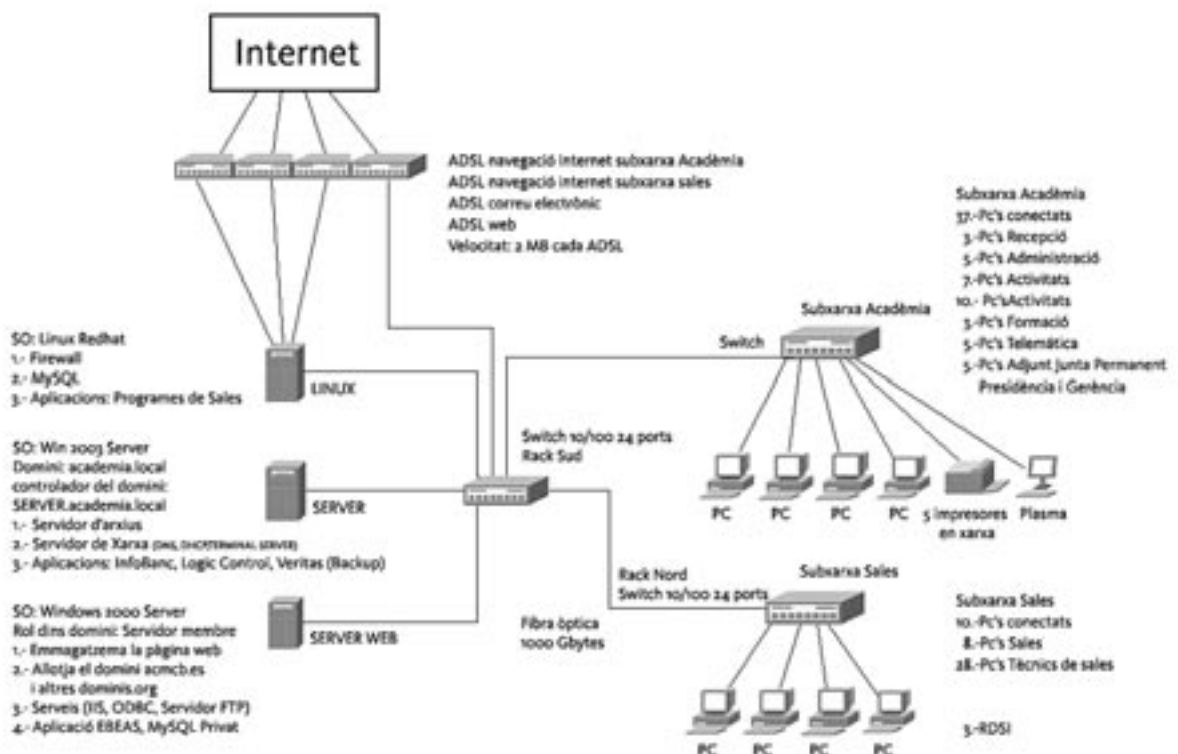 Internet
ADSL navegació internet subxarxa Acadèmia
ADSL navegació internet subxarxa sales
ADSL correu electrònic
ADSL web
Velocitat: 2 MB cada ADSL
Subxarxa Acadèmia
37.-Pc's conectats
3.-Pc's Recepció
5.-Pc's Administració
7.-Pc's Activitats
10.- Pc'sActivitats
3.-Pc's Formació
5.-Pc's Telemàtica
5.-Pc's Adjunt Junta Permanent
Presidència i Gerència
Subxarxa Acadèmia
Switch
SO: Linux Redhat
1.- Firewall
2.- MySQL
3.- Aplicacions: Programes de Sales
LINUX
Switch 10/100 24 ports
Rack Sud
SO: Win 2003 Server
Domini: academia.local
controlador del domini:
SERVER.academia.local
1.- Servidor d'arxius
2.- Servidor de Xarxa (DNS, DHCP,TERMINAL SERVER)
3.- Aplicacions: InfoBanc, Logic Control, Veritas (Backup)
SERVER
PC
PC
PC
PC
5 impresores
en xarxa
Plasma
Rack Nord
Switch 10/100 24 ports
Subxarxa Sales
SO: Windows 2000 Server
Rol dins domini: Servidor membre
1.- Emmagatzema la pàgina web
2.- Allotja el domini acmcb.es
i altres dominis.org
3.- Serveis (IIS, ODBC, Servidor FTP)
4.- Aplicació EBEAS, MySQL Privat
SERVER WEB
Fibra òptica
1000 Gbytes
Subxarxa Sales
10.-Pc's conectats
8.-Pc's Sales
28.-Pc's Tècnics de sales
3.-RDSI
PC
PC
PC
PC